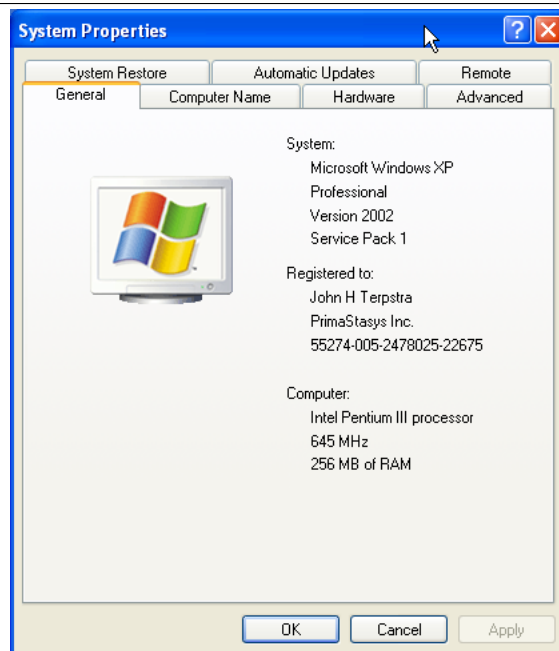 System Properties
System Restore Automatic Updates Remote
General Computer Name Hardware Advanced
System:
Microsoft Windows XP
Professional
Version 2002
Service Pack 1
Registered to:
John H Terpstra
PrimaStasys Inc.
55274-005-2478025-22675
Computer:
Intel Pentium III processor
645 MHz
256 MB of RAM
OK Cancel Apply